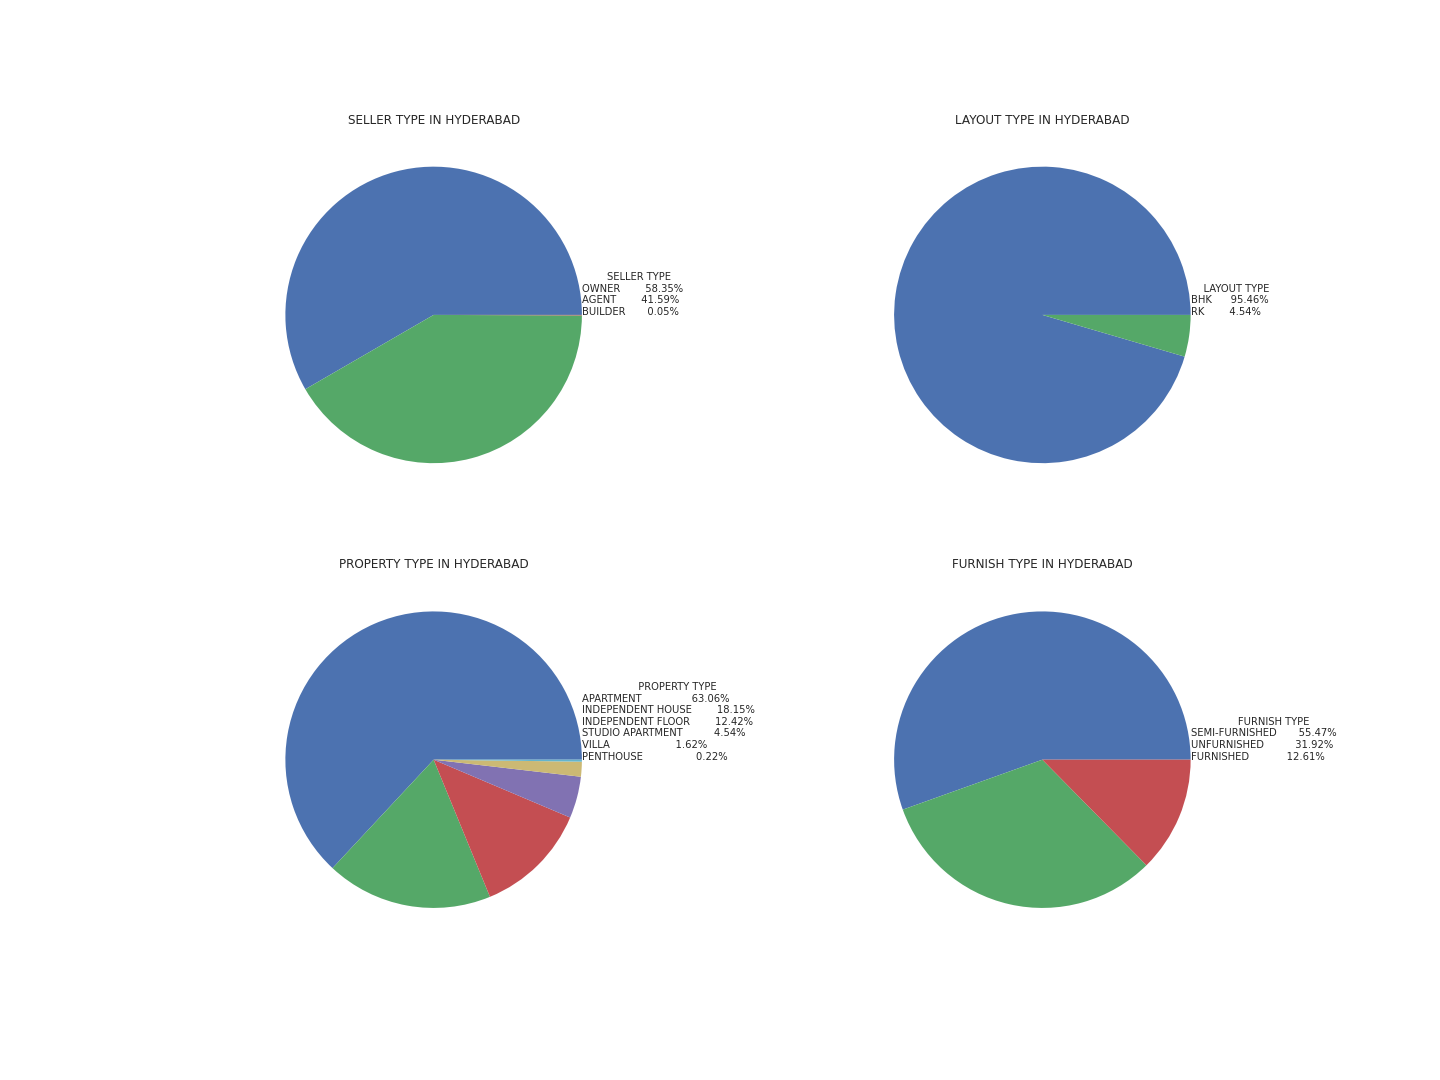 SELLER TYPE IN HYDERABAD
SELLER TYPE
OWNER 58.35%
AGENT 41.59%
BUILDER 0.05%
LAYOUT TYPE IN HYDERABAD
LAYOUT TYPE
BHK 95.46%
RK 4.54%
PROPERTY TYPE IN HYDERABAD
PROPERTY TYPE
APARTMENT 63.06%
INDEPENDENT HOUSE 18.15%
INDEPENDENT FLOOR 12.42%
STUDIO APARTMENT 4.54%
VILLA 1.62%
PENTHOUSE 0.22%
FURNISH TYPE IN HYDERABAD
FURNISH TYPE
SEMI-FURNISHED 55.47%
UNFURNISHED 31.92%
FURNISHED 12.61%